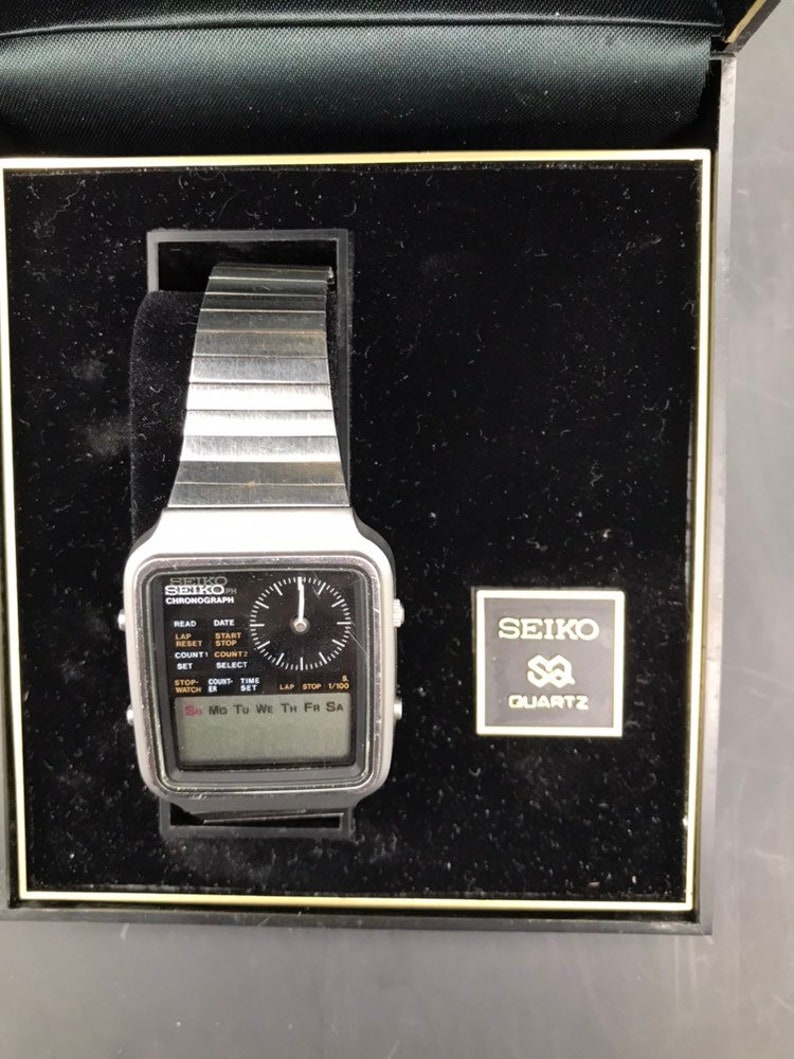 SEIKO
SEIKO
CHRONOGRAPH
READ DATE
LAP START
RESET STOP
COUNT1 COUNT2
SET SELECT
STOP- COUNT- TIME S.
WATCH ER SET LAP STOP 1/100
Su Mo Tu We Th Fr Sa
SEIKO
SQ
QUARTZ